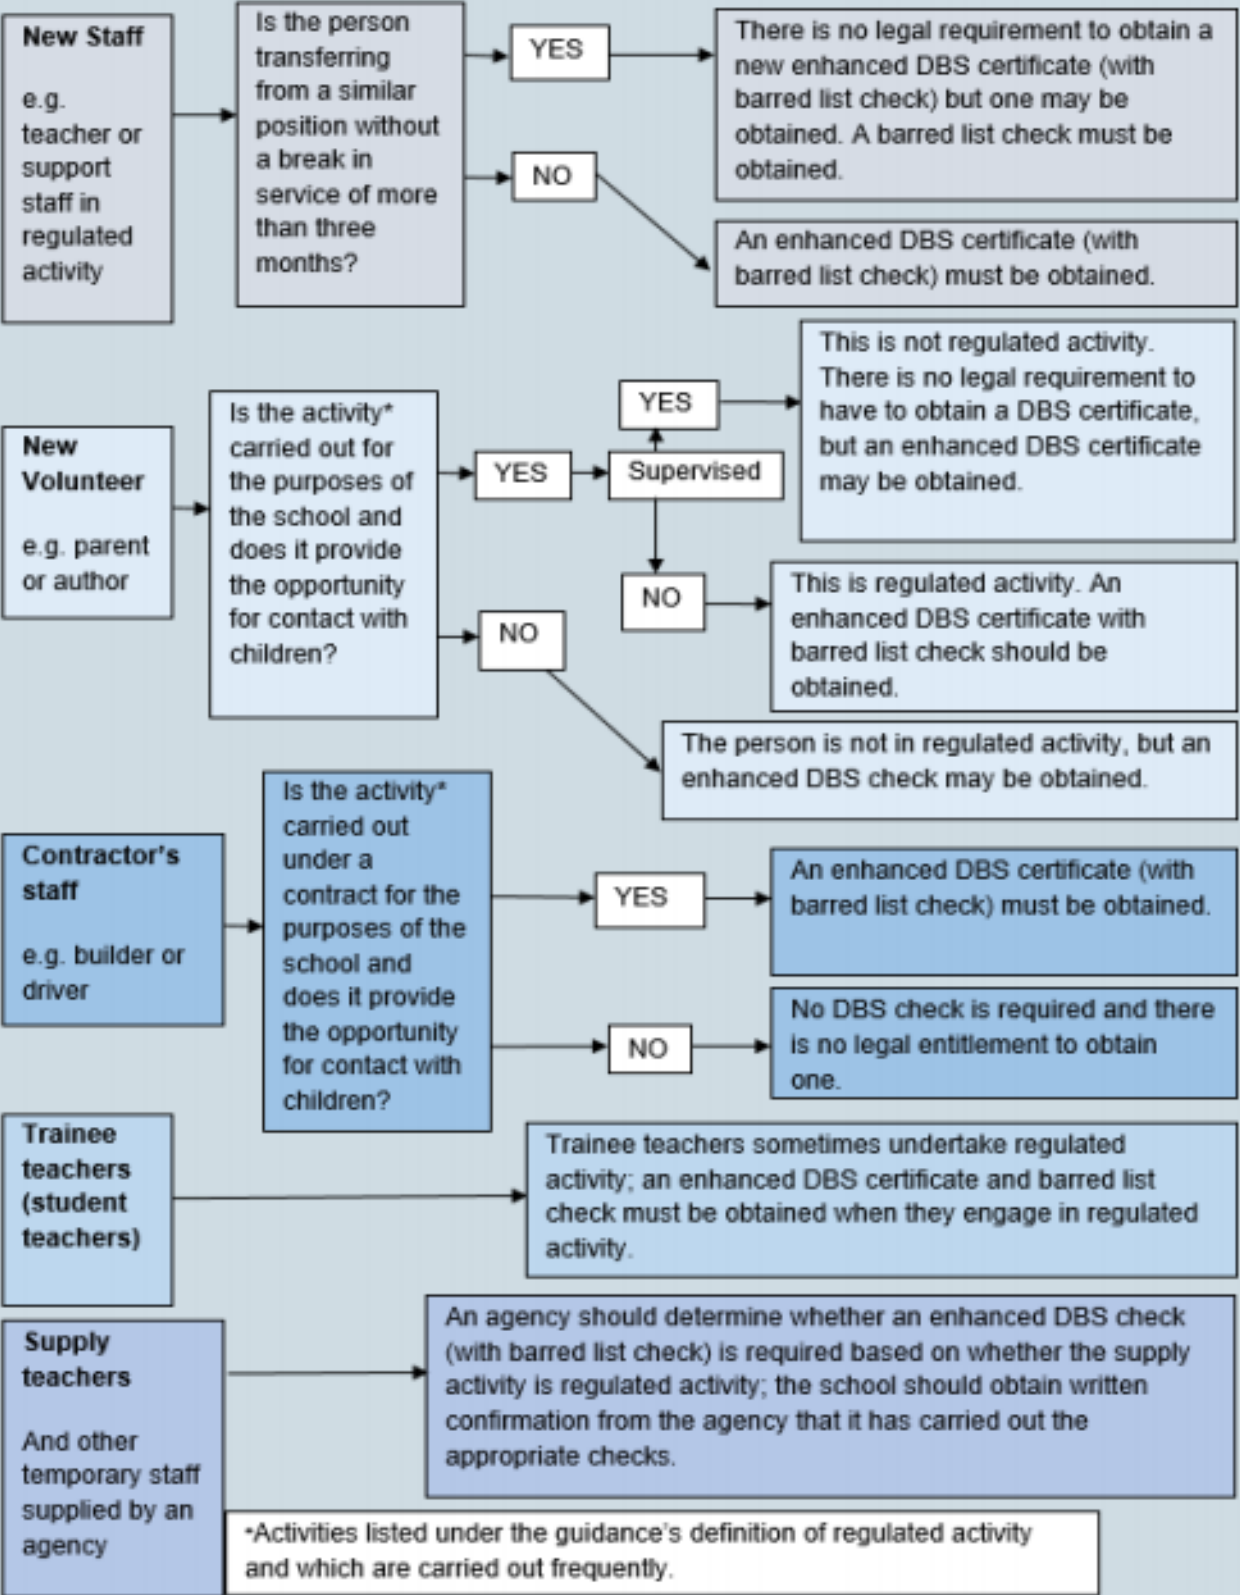 New Staff
e.g.
teacher or
support
staff in
regulated
activity
Is the person
transferring
from a similar
position without
a break in
service of more
than three
months?
YES
There is no legal requirement to obtain a
new enhanced DBS certificate (with
barred list check) but one may be
obtained. A barred list check must be
obtained.
NO
An enhanced DBS certificate (with
barred list check) must be obtained.
New
Volunteer
e.g. parent
or author
Is the activity*
carried out for
the purposes of
the school and
does it provide
the opportunity
for contact with
children?
YES
Supervised
YES
This is not regulated activity.
There is no legal requirement to
have to obtain a DBS certificate,
but an enhanced DBS certificate
may be obtained.
NO
This is regulated activity. An
enhanced DBS certificate with
barred list check should be
obtained.
NO
The person is not in regulated activity, but an
enhanced DBS check may be obtained.
Contractor's
staff
e.g. builder or
driver
Is the activity*
carried out
under a
contract for the
purposes of the
school and
does it provide
the opportunity
for contact with
children?
YES
An enhanced DBS certificate (with
barred list check) must be obtained.
NO
No DBS check is required and there
is no legal entitlement to obtain
one.
Trainee
teachers
(student
teachers)
Trainee teachers sometimes undertake regulated
activity; an enhanced DBS certificate and barred list
check must be obtained when they engage in regulated
activity.
Supply
teachers
And other
temporary staff
supplied by an
agency
An agency should determine whether an enhanced DBS check
(with barred list check) is required based on whether the supply
activity is regulated activity; the school should obtain written
confirmation from the agency that it has carried out the
appropriate checks.
*Activities listed under the guidance's definition of regulated activity
and which are carried out frequently.